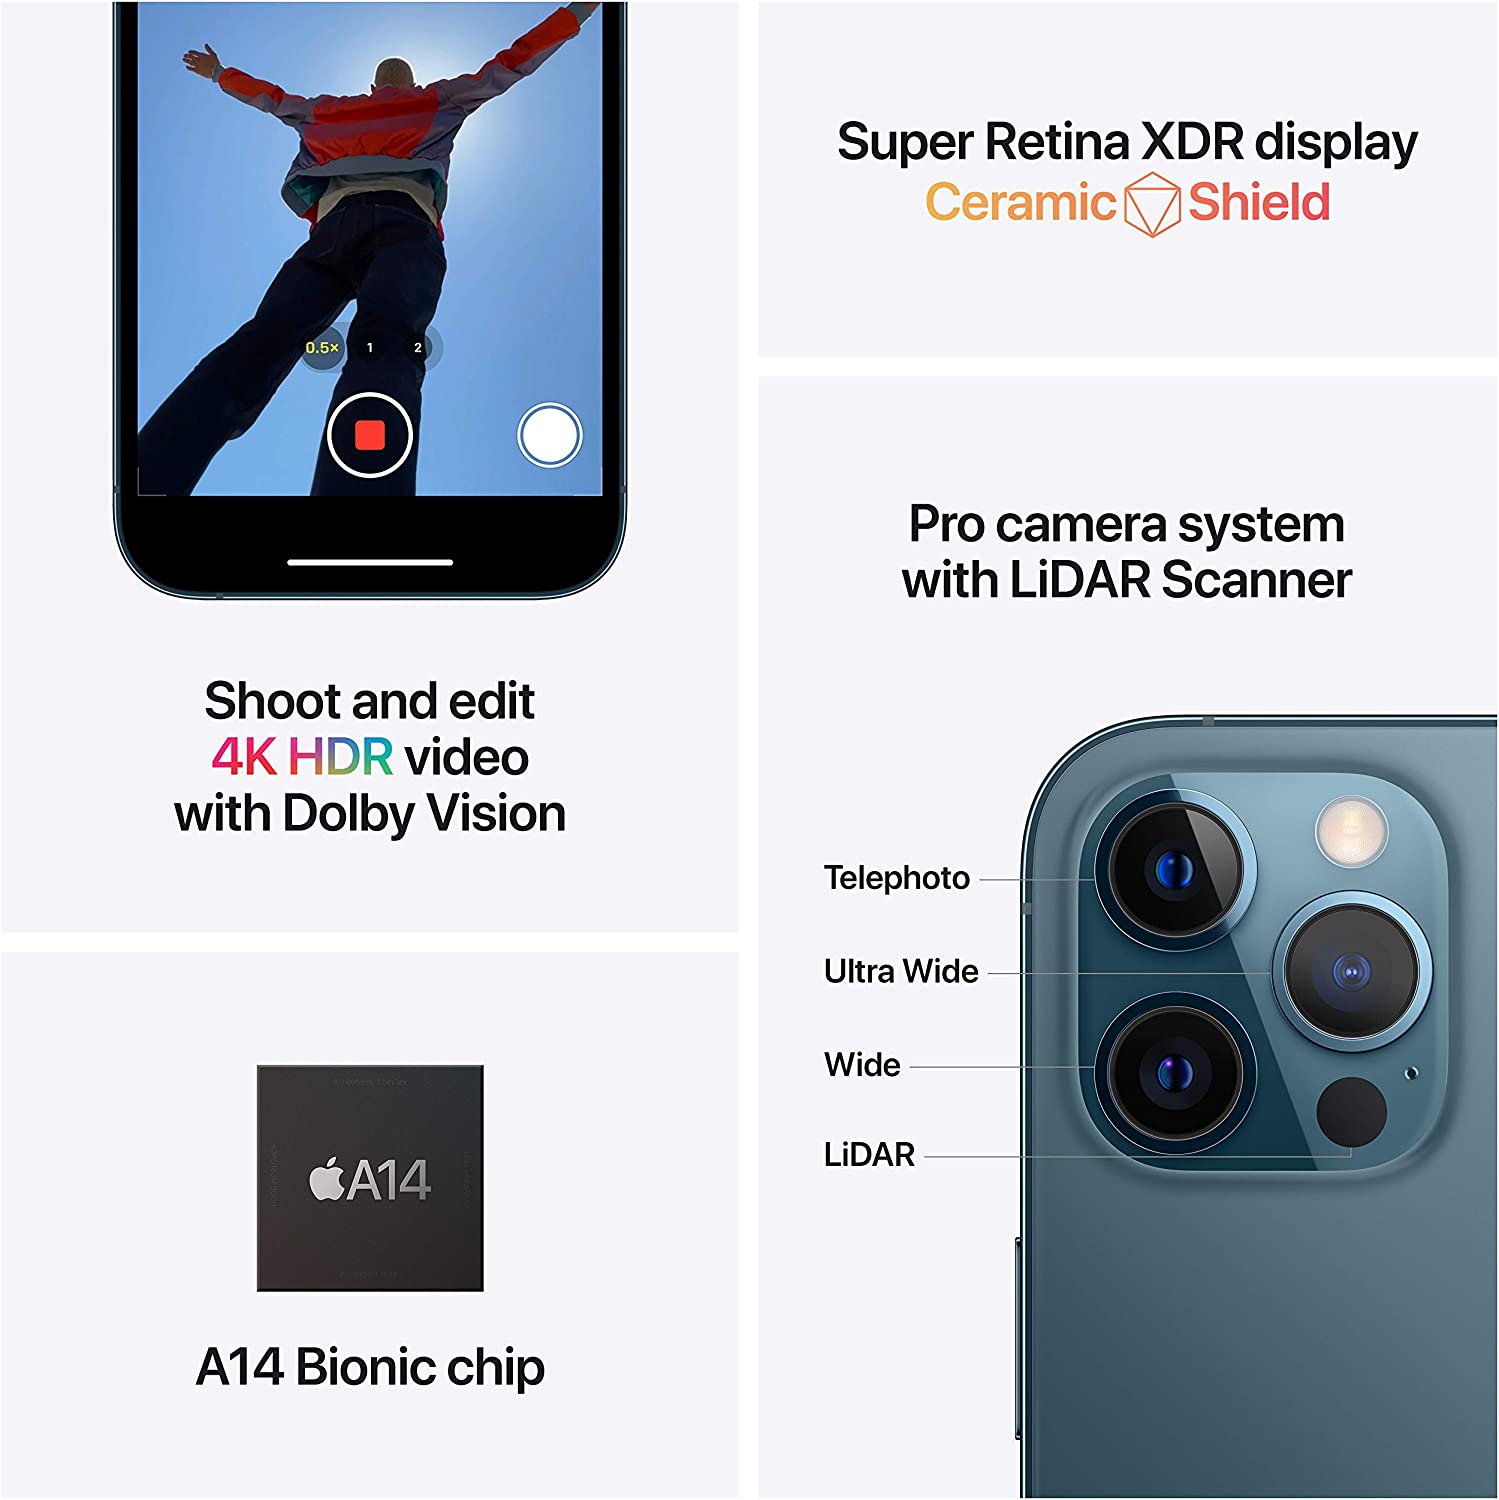 0.5× 1 2
Shoot and edit
4K HDR video
with Dolby Vision
A14
A14 Bionic chip
Super Retina XDR display
Ceramic Shield
Pro camera system
with LiDAR Scanner
Telephoto
Ultra Wide
Wide
LiDAR